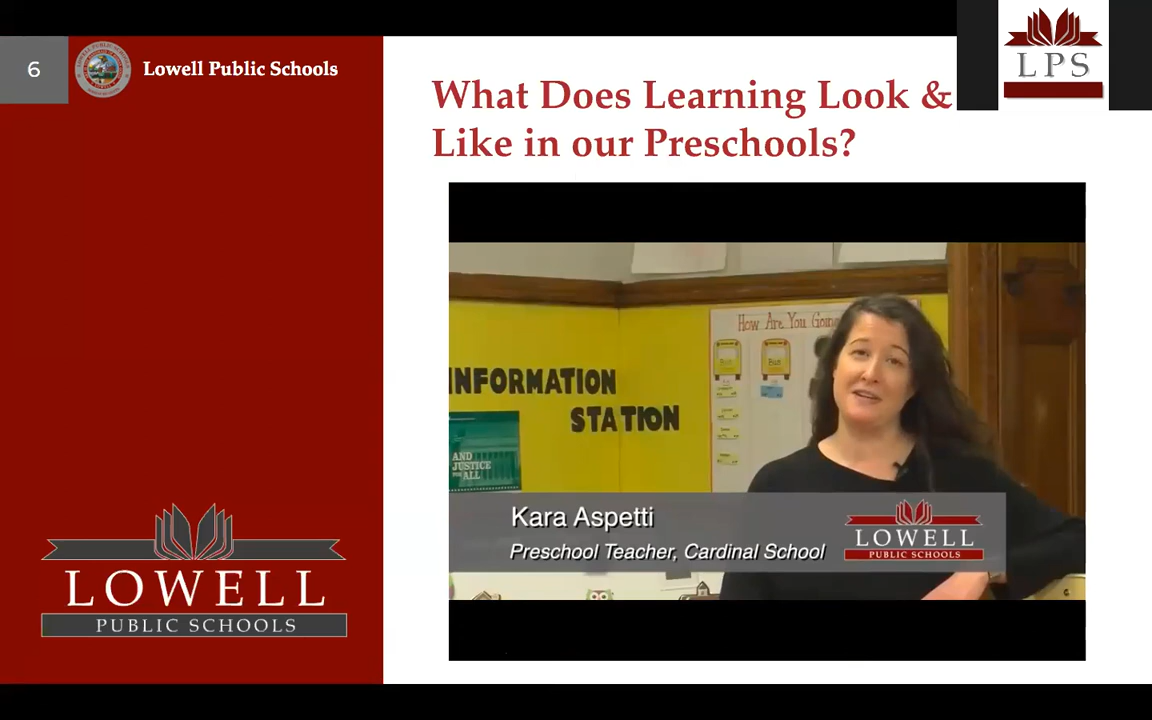 6
Lowell Public Schools
LPS
What Does Learning Look &
Like in our Preschools?
How Are You Going
INFORMATION
STATION
AND
JUSTICE
FOR ALL
Kara Aspetti
Preschool Teacher, Cardinal School
LOWELL
PUBLIC SCHOOLS
LOWELL
PUBLIC SCHOOLS